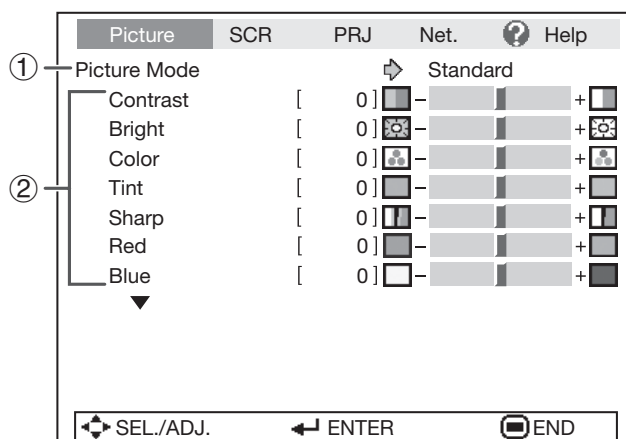 Picture SCR PRJ Net. ? Help
① Picture Mode Standard
Contrast [ 0 ] - +
Bright [ 0 ] - +
② Color [ 0 ] - +
Tint [ 0 ] - +
Sharp [ 0 ] - +
Red [ 0 ] - +
Blue [ 0 ] - +
SEL./ADJ. ENTER END